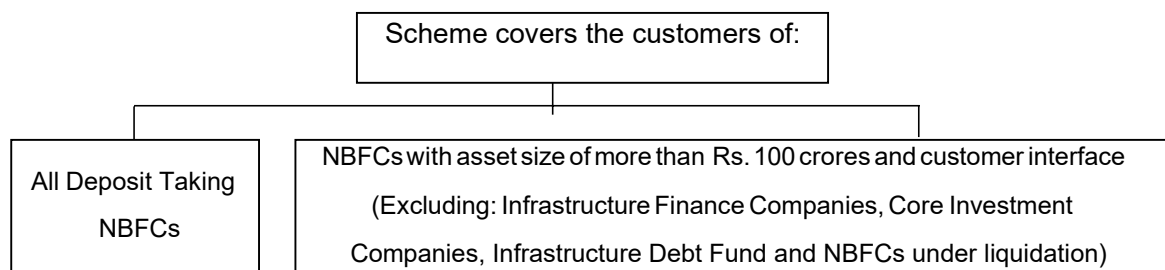 Scheme covers the customers of:
All Deposit Taking
NBFCs
NBFCs with asset size of more than Rs. 100 crores and customer interface
(Excluding: Infrastructure Finance Companies, Core Investment
Companies, Infrastructure Debt Fund and NBFCs under liquidation)